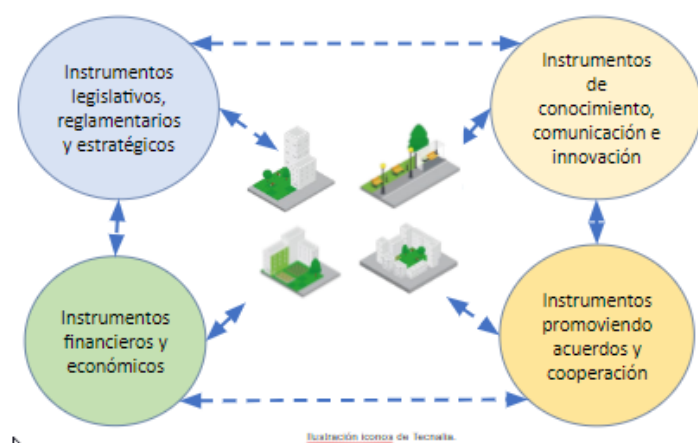 Instrumentos
legislativos,
reglamentarios
y estratégicos
Instrumentos
de
conocimiento,
comunicación e
innovación
Instrumentos
financieros y
económicos
Instrumentos
promoviendo
acuerdos y
cooperación
Ilustración iconos de Tecnalia.